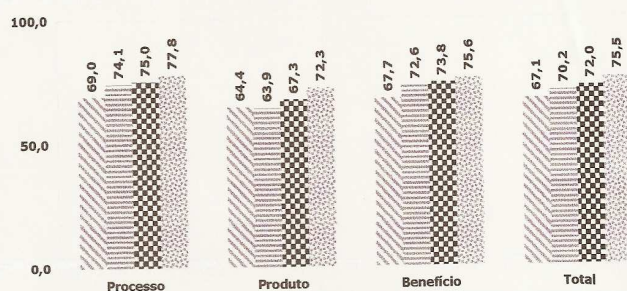 100,0
69,0 74,1 75,0 77,8 64,4 63,9 67,3 72,3 67,7 72,6 73,8 75,6 67,1 70,2 72,0 75,5
50,0
0,0
Processo Produto Benefício Total